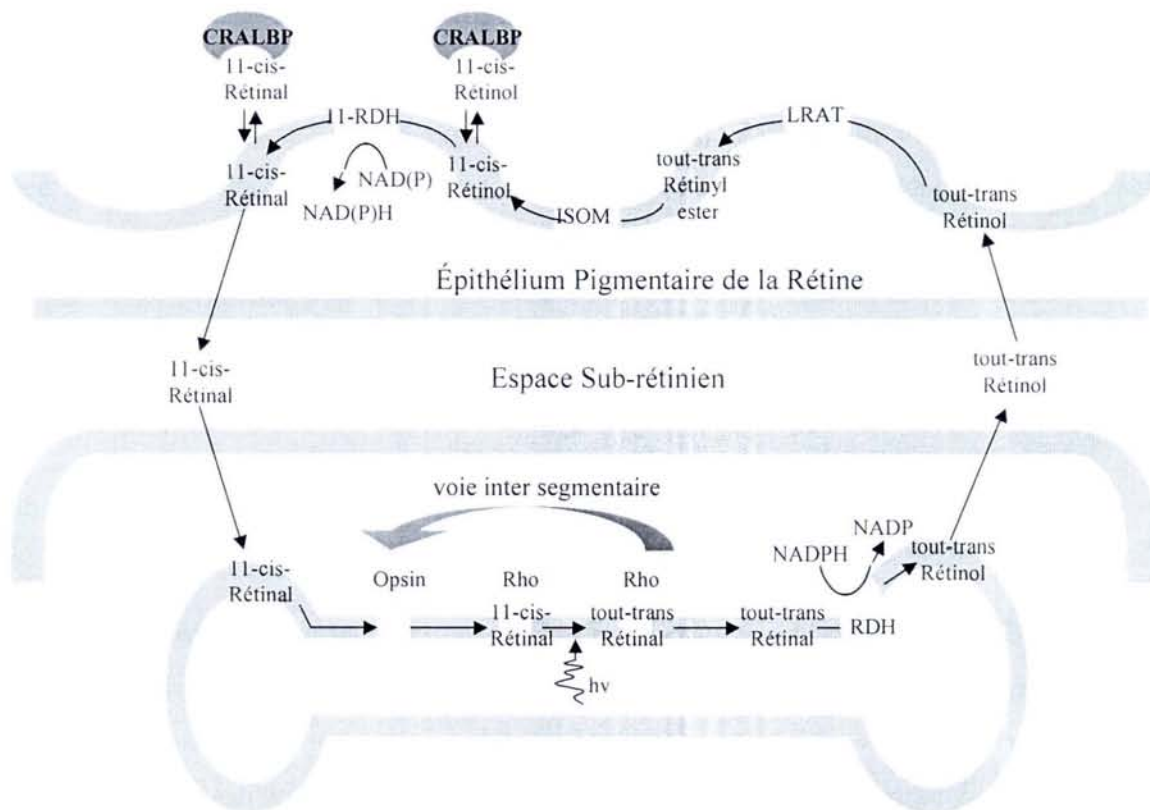 CRALBP
11-cis-
Rétinal
CRALBP
11-cis-
Rétinol
11-RDH
LRAT
11-cis-
Rétinal
NAD(P)
NAD(P)H
11-cis-
Rétinol
ISOM
tout-trans
Rétinyl
ester
tout-trans
Rétinol
Épithélium Pigmentaire de la Rétine
11-cis-
Rétinal
Espace Sub-rétinien
tout-trans
Rétinol
voie inter segmentaire
11-cis-
Rétinal
Opsin
Rho
Rho
NADPH
NADP
tout-trans
Rétinol
11-cis-
Rétinal
tout-trans
Rétinal
tout-trans
Rétinal
RDH
hν